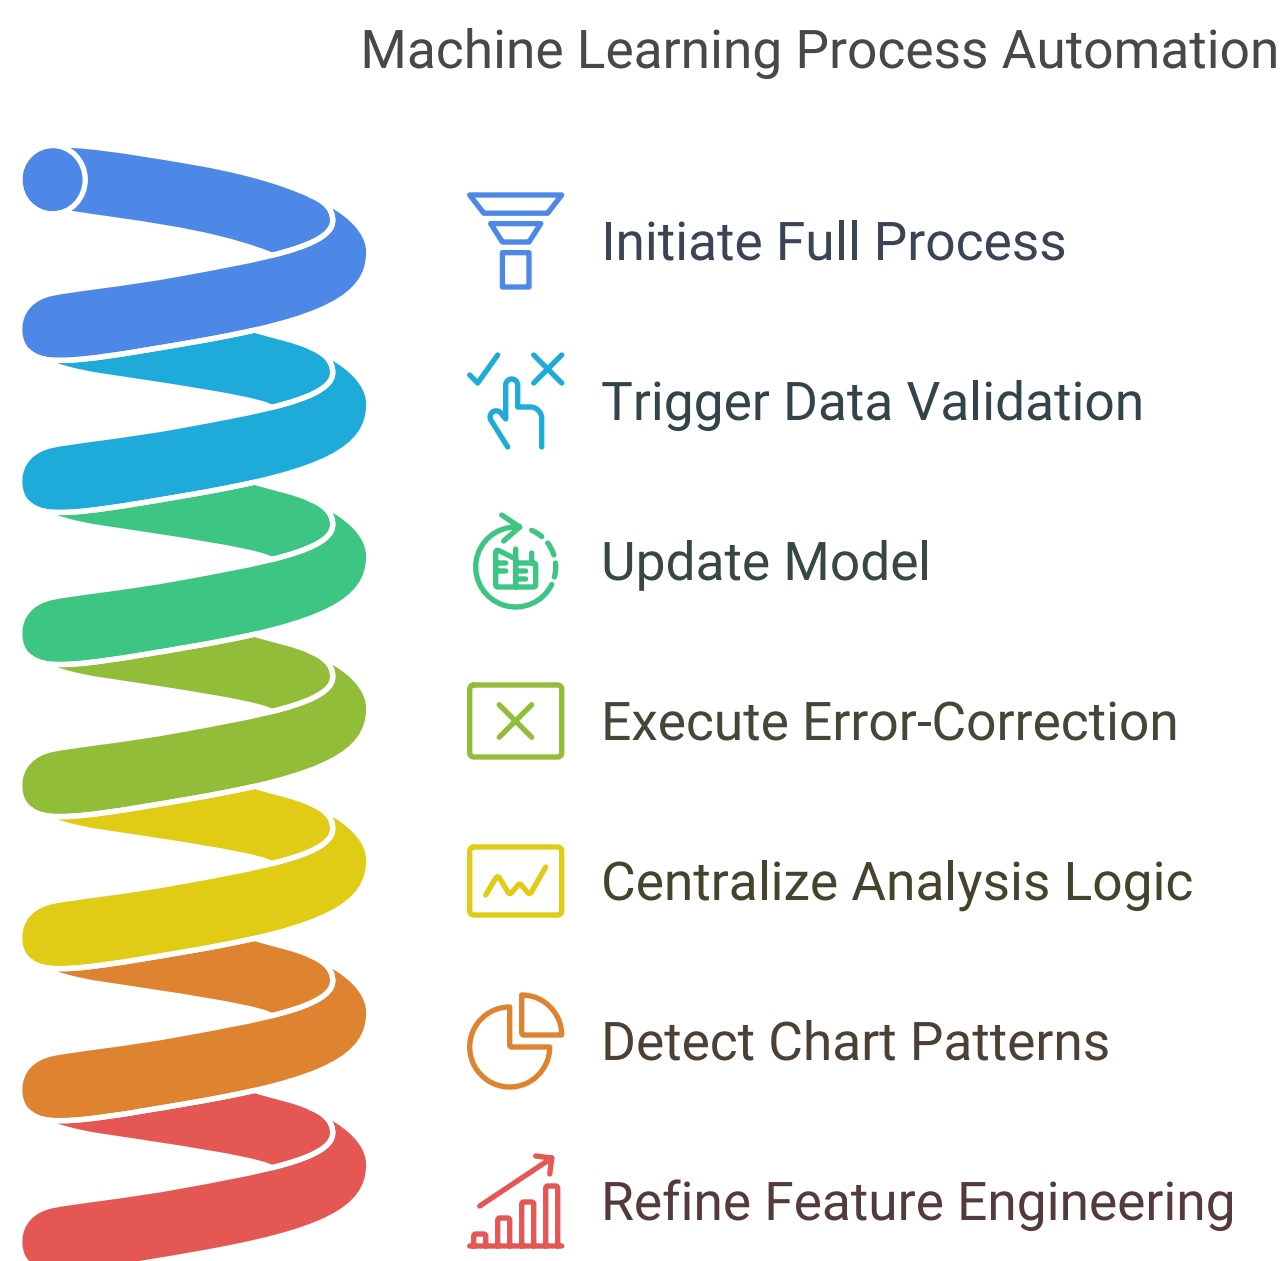 Machine Learning Process Automation
Initiate Full Process
Trigger Data Validation
Update Model
Execute Error-Correction
Centralize Analysis Logic
Detect Chart Patterns
Refine Feature Engineering